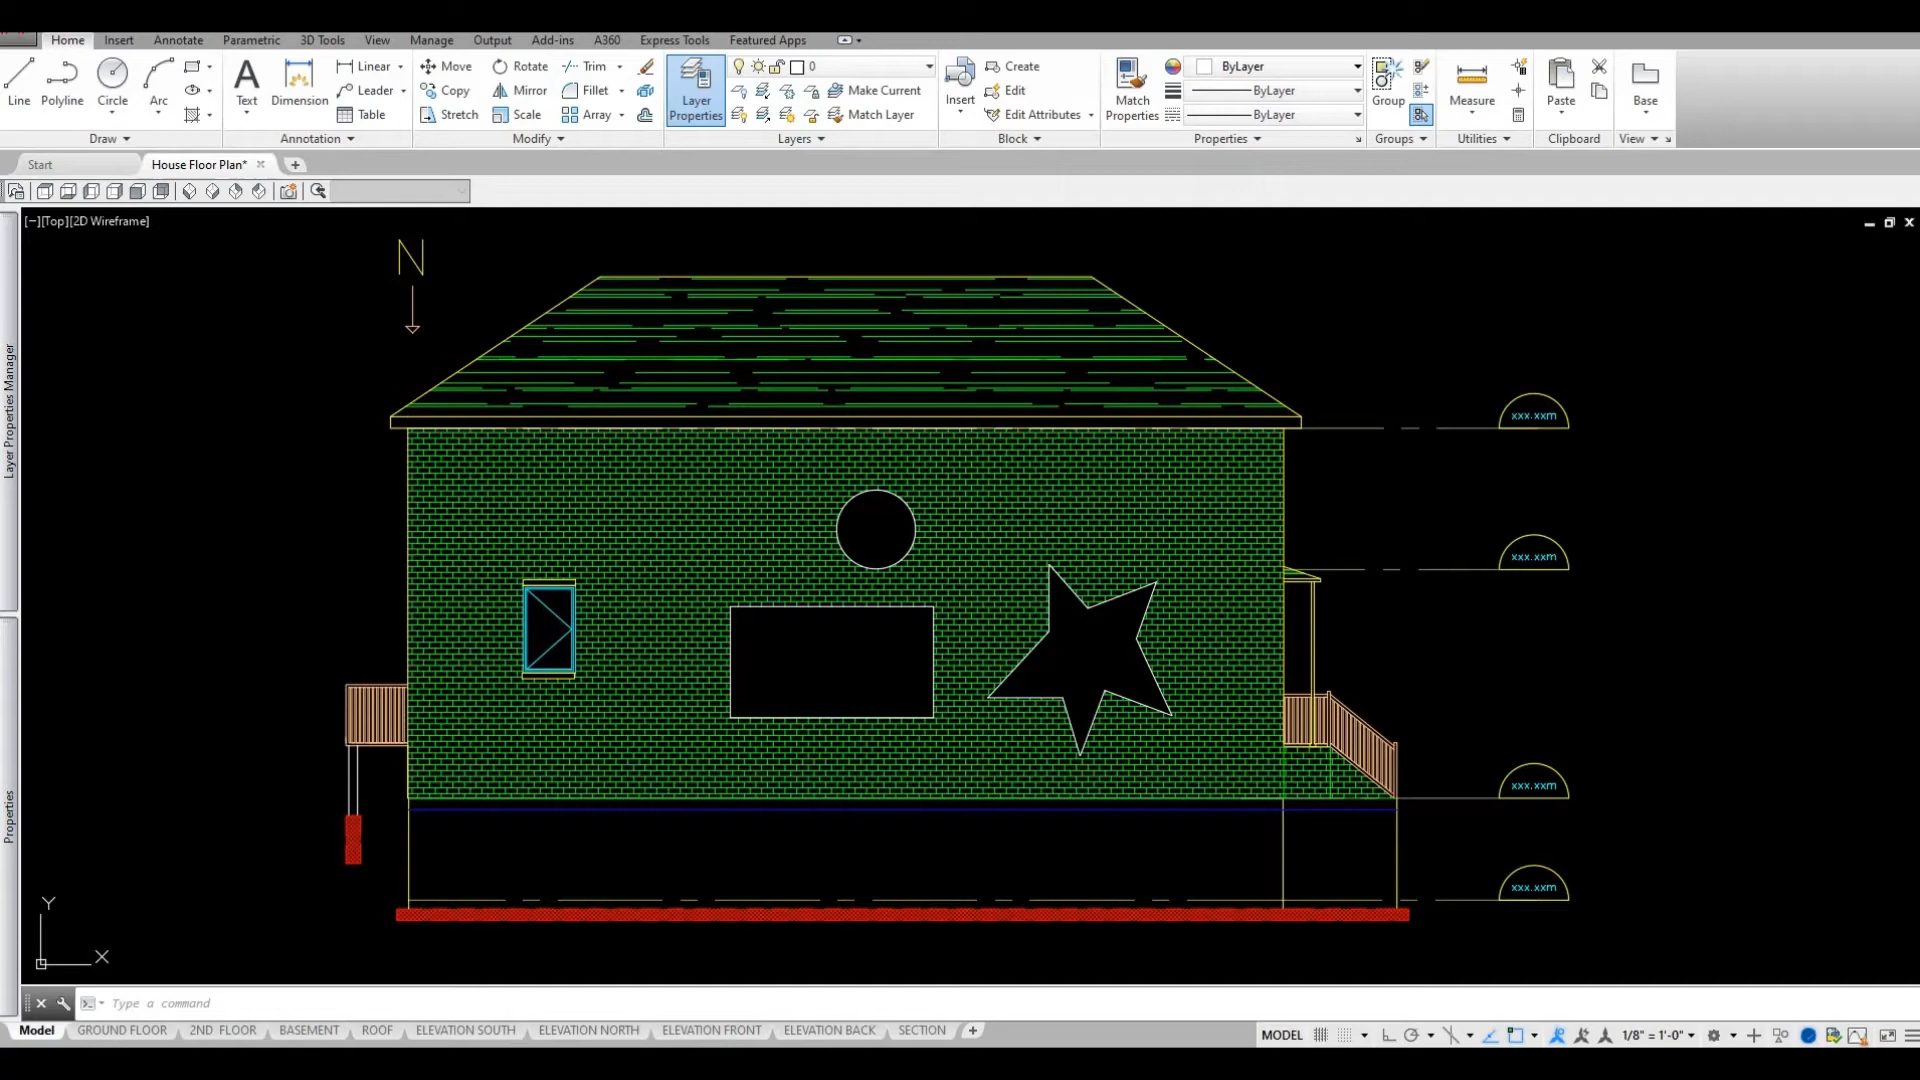 Home Insert Annotate Parametric 3D Tools View Manage Output Add-ins A360 Express Tools Featured Apps
Line Polyline Circle Arc
Text Dimension
Linear
Leader
Table
Move Rotate Trim
Copy Mirror Fillet
Stretch Scale Array
Layer Properties
0
Make Current
Match Layer
Insert
Create
Edit
Edit Attributes
Match Properties
ByLayer
ByLayer
ByLayer
Group
Measure
Paste
Base
Draw Annotation Modify Layers Block Properties Groups Utilities Clipboard View
Start House Floor Plan*
[−][Top][2D Wireframe]
N
xxx.xxm
xxx.xxm
xxx.xxm
xxx.xxm
Layer Properties Manager
Properties
Y
X
Type a command
Model GROUND FLOOR 2ND FLOOR BASEMENT ROOF ELEVATION SOUTH ELEVATION NORTH ELEVATION FRONT ELEVATION BACK SECTION
MODEL 1/8" = 1'-0"